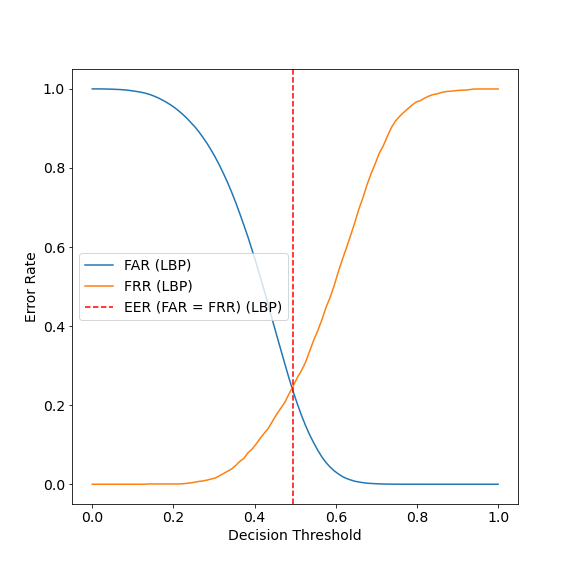 1.0
0.8
0.6
0.4
0.2
0.0
Error Rate
FAR (LBP)
FRR (LBP)
EER (FAR = FRR) (LBP)
0.0 0.2 0.4 0.6 0.8 1.0
Decision Threshold